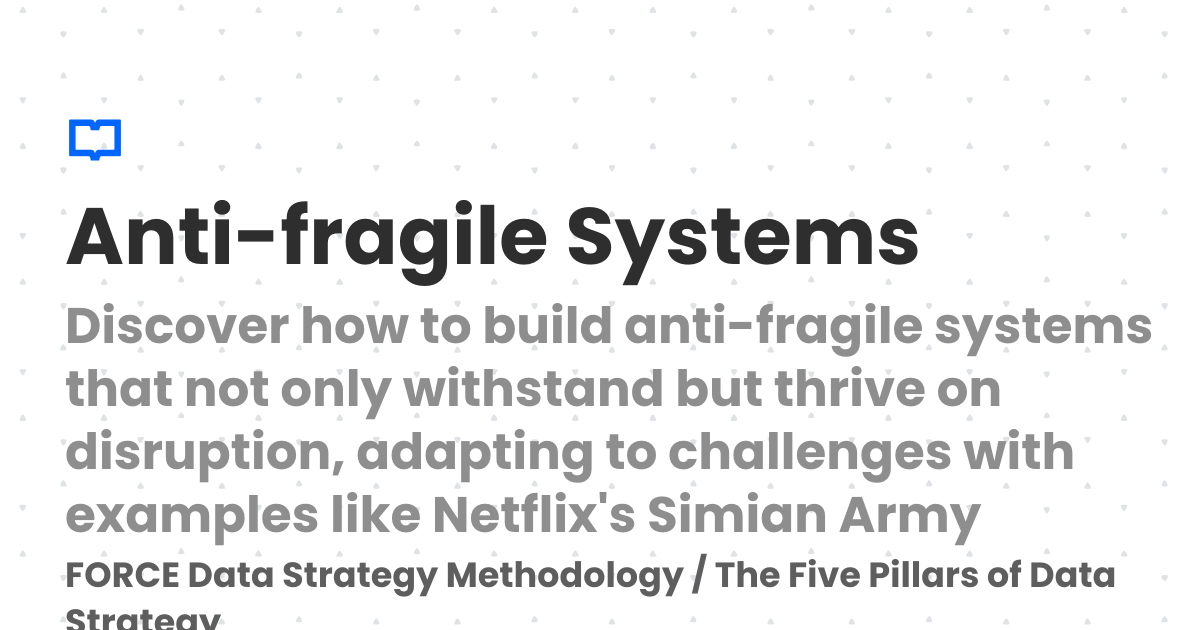 Anti-fragile Systems
Discover how to build anti-fragile systems
that not only withstand but thrive on
disruption, adapting to challenges with
examples like Netflix's Simian Army
FORCE Data Strategy Methodology / The Five Pillars of Data
Strategy